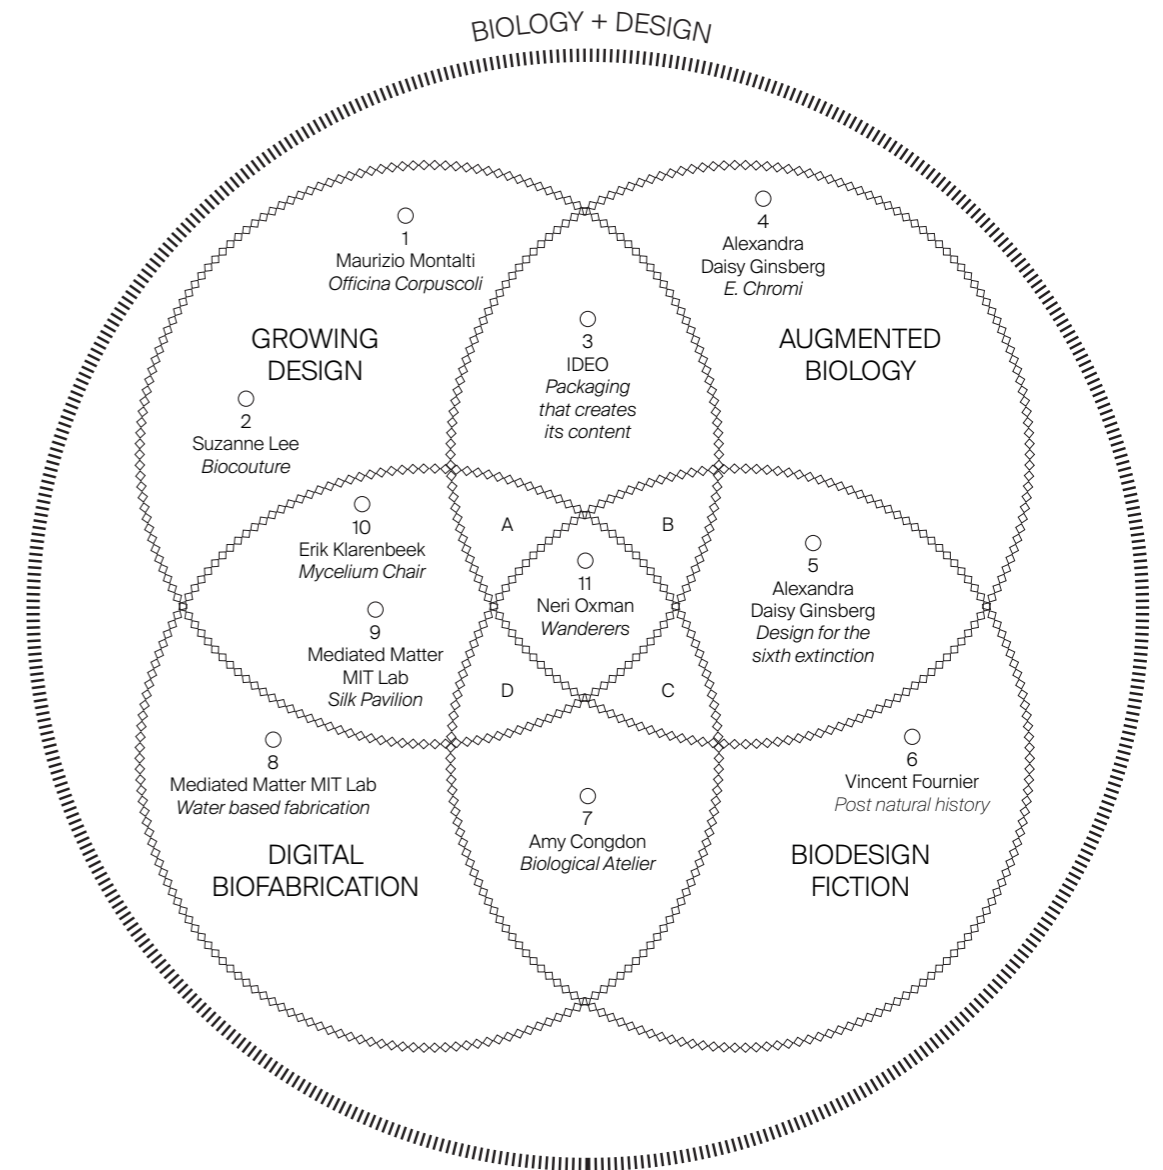 BIOLOGY + DESIGN
1
Maurizio Montalti
Officina Corpuscoli
GROWING
DESIGN
2
Suzanne Lee
Biocouture
3
IDEO
Packaging
that creates
its content
4
Alexandra
Daisy Ginsberg
E. Chromi
AUGMENTED
BIOLOGY
10
Erik Klarenbeek
Mycelium Chair
9
Mediated Matter
MIT Lab
Silk Pavilion
A
B
11
Neri Oxman
Wanderers
D
C
5
Alexandra
Daisy Ginsberg
Design for the
sixth extinction
8
Mediated Matter MIT Lab
Water based fabrication
DIGITAL
BIOFABRICATION
7
Amy Congdon
Biological Atelier
6
Vincent Fournier
Post natural history
BIODESIGN
FICTION